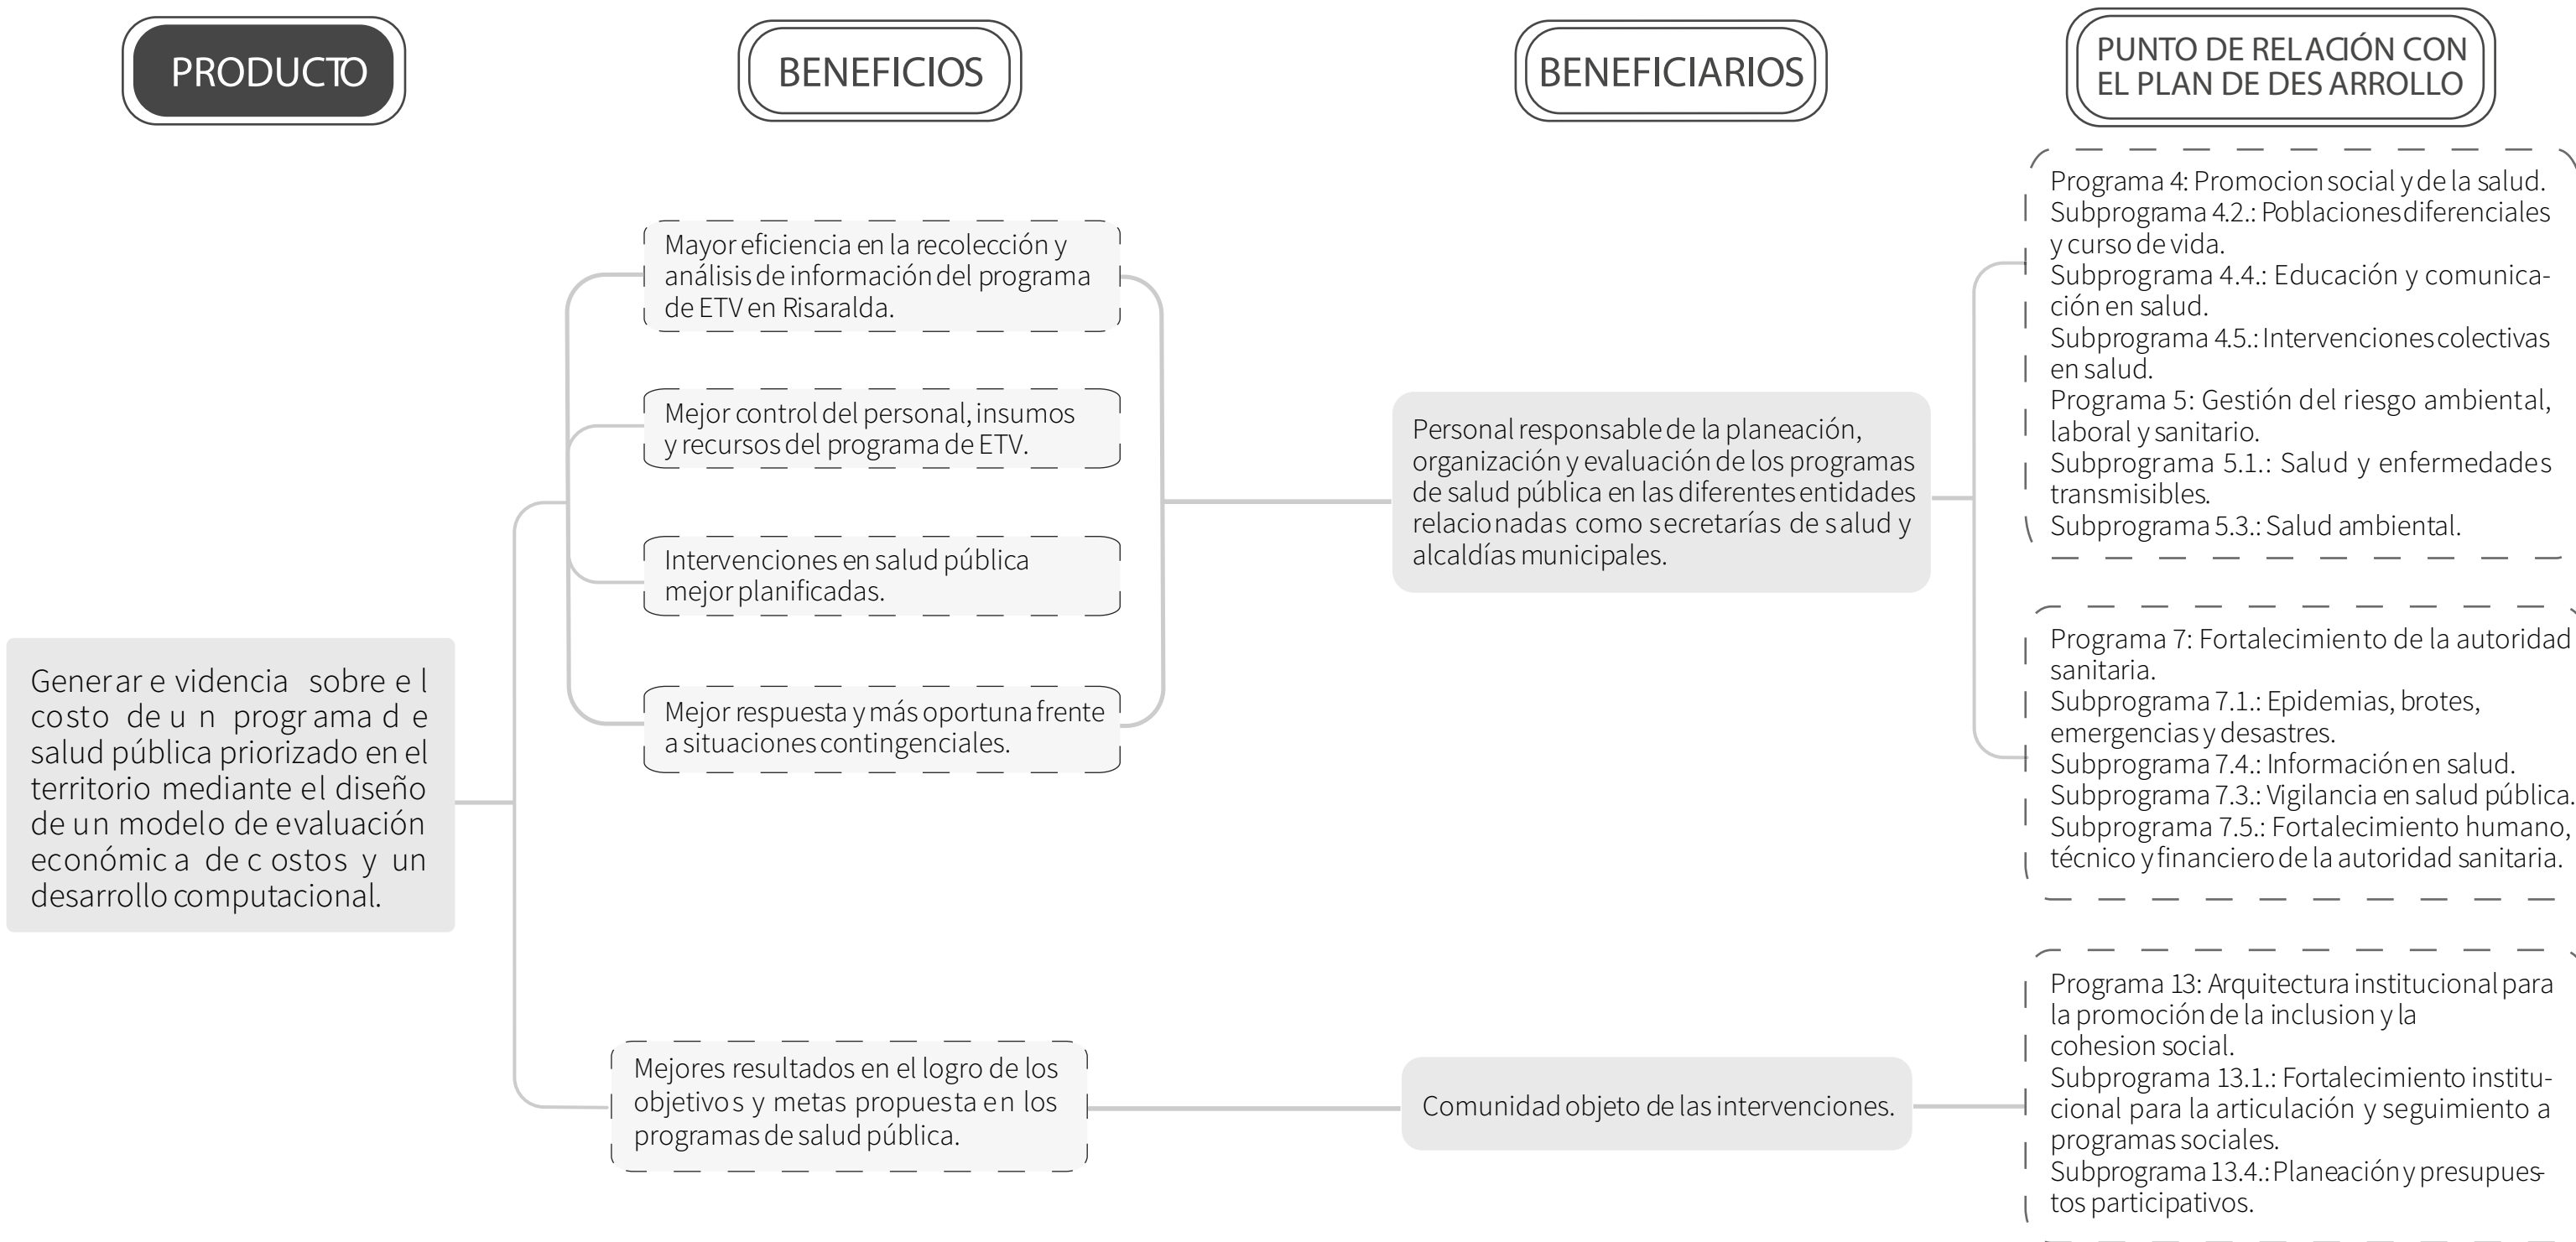 PRODUCTO
BENEFICIOS
BENEFICIARIOS
PUNTO DE RELACIÓN CON
EL PLAN DE DESARROLLO
Generar evidencia sobre el
costo de un programa de
salud pública priorizado en el
territorio mediante el diseño
de un modelo de evaluación
económica de costos y un
desarrollo computacional.
Mayor eficiencia en la recolección y
análisis de información del programa
de ETV en Risaralda.
Mejor control del personal, insumos
y recursos del programa de ETV.
Intervenciones en salud pública
mejor planificadas.
Mejor respuesta y más oportuna frente
a situaciones contingenciales.
Mejores resultados en el logro de los
objetivos y metas propuesta en los
programas de salud pública.
Personal responsable de la planeación,
organización y evaluación de los programas
de salud pública en las diferentes entidades
relacionadas como secretarías de salud y
alcaldías municipales.
Comunidad objeto de las intervenciones.
Programa 4: Promocion social y de la salud.
Subprograma 4.2.: Poblaciones diferenciales
y curso de vida.
Subprograma 4.4.: Educación y comunica-
ción en salud.
Subprograma 4.5.: Intervenciones colectivas
en salud.
Programa 5: Gestión del riesgo ambiental,
laboral y sanitario.
Subprograma 5.1.: Salud y enfermedades
transmisibles.
Subprograma 5.3.: Salud ambiental.
Programa 7: Fortalecimiento de la autoridad
sanitaria.
Subprograma 7.1.: Epidemias, brotes,
emergencias y desastres.
Subprograma 7.4.: Información en salud.
Subprograma 7.3.: Vigilancia en salud pública.
Subprograma 7.5.: Fortalecimiento humano,
técnico y financiero de la autoridad sanitaria.
Programa 13: Arquitectura institucional para
la promoción de la inclusion y la
cohesion social.
Subprograma 13.1.: Fortalecimiento institu-
cional para la articulación y seguimiento a
programas sociales.
Subprograma 13.4.: Planeación y presupues-
tos participativos.